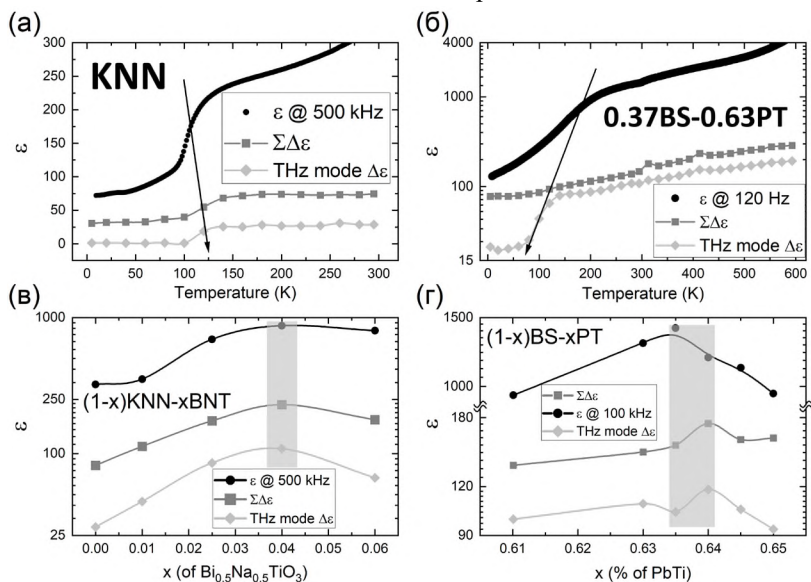 (а)
300
250
200
150
100
50
0
ε
KNN
ε @ 500 kHz
ΣΔε
THz mode Δε
0 50 100 150 200 250 300
Temperature (K)
(б)
4000
1000
100
15
ε
0.37BS-0.63PT
ε @ 120 Hz
ΣΔε
THz mode Δε
0 100 200 300 400 500 600
Temperature (K)
(в)
1000
250
100
25
ε
(1-x)KNN-xBNT
ε @ 500 kHz
ΣΔε
THz mode Δε
0.00 0.01 0.02 0.03 0.04 0.05 0.06
x (of Bi0.5Na0.5TiO3)
(г)
1500
1000
180
120
90
ε
(1-x)BS-xPT
ΣΔε
ε @ 100 kHz
THz mode Δε
0.61 0.62 0.63 0.64 0.65
x (% of PbTi)